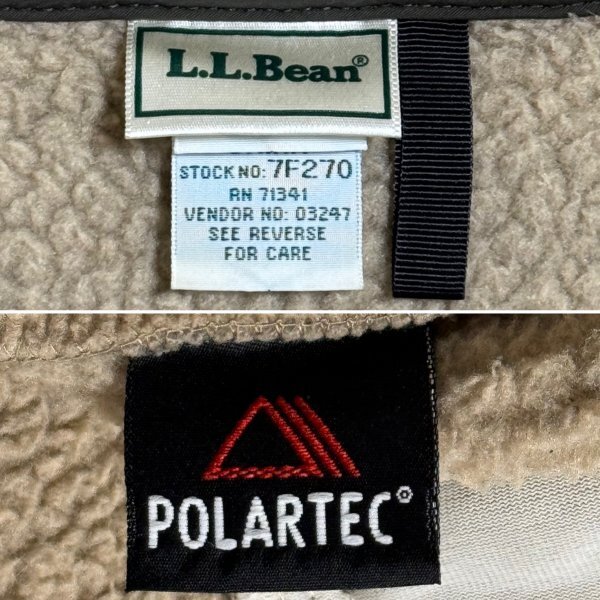 L.L.Bean®
STOCK NO: 7F270
RN 71341
VENDOR NO: 03247
SEE REVERSE
FOR CARE
POLARTEC®